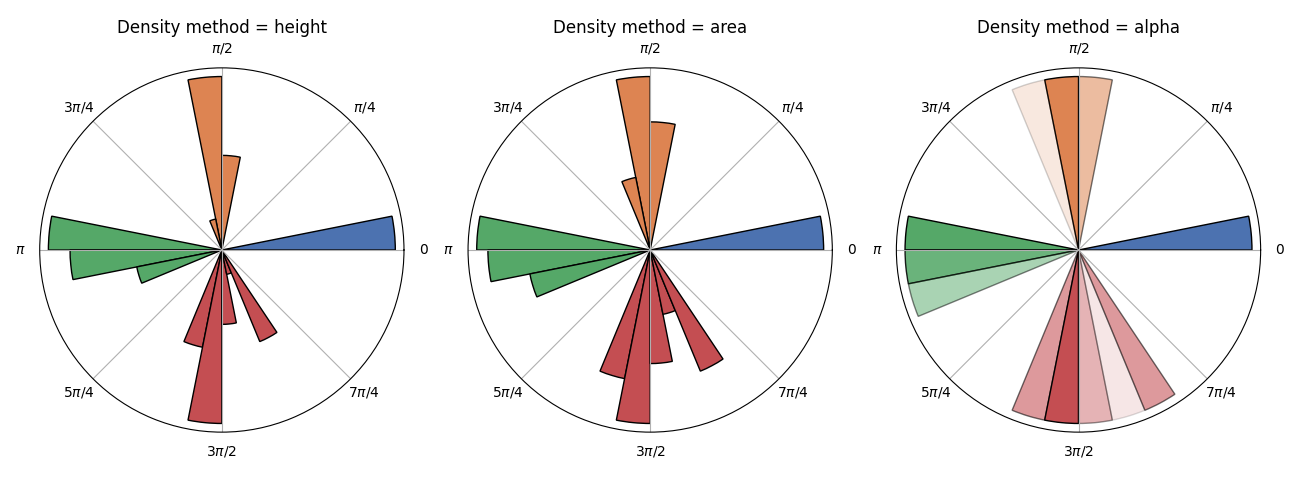 Density method = height
π/2
3π/4
π/4
π
0
5π/4
7π/4
3π/2
Density method = area
π/2
3π/4
π/4
π
0
5π/4
7π/4
3π/2
Density method = alpha
π/2
3π/4
π/4
π
0
5π/4
7π/4
3π/2